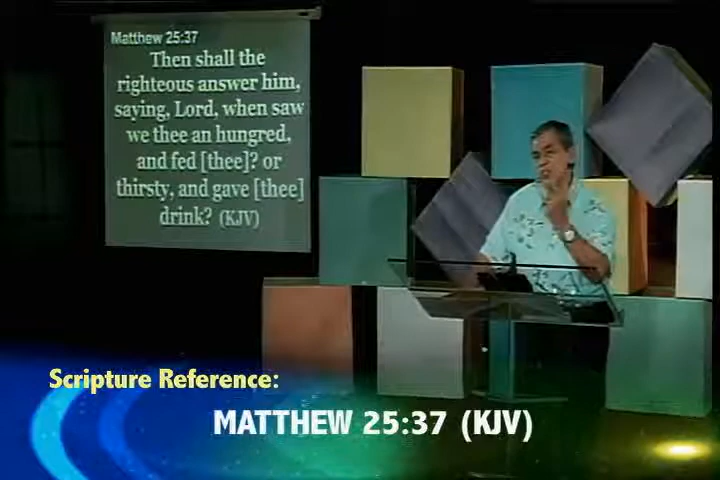 Matthew 25:37
Then shall the
righteous answer him,
saying, Lord, when saw
we thee an hungred,
and fed [thee]? or
thirsty, and gave [thee]
drink? (KJV)
Scripture Reference:
MATTHEW 25:37 (KJV)